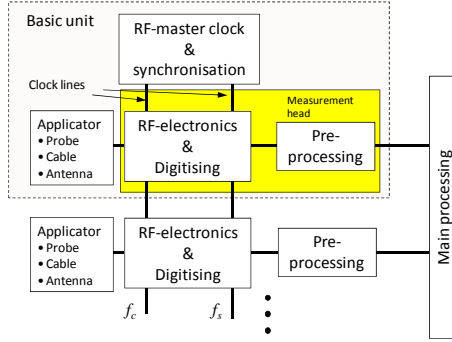 Basic unit
RF-master clock
&
synchronisation
Clock lines
Measurement
head
Applicator
• Probe
• Cable
• Antenna
RF-electronics
&
Digitising
Pre-
processing
Main processing
Applicator
• Probe
• Cable
• Antenna
RF-electronics
&
Digitising
Pre-
processing
f_c
f_s